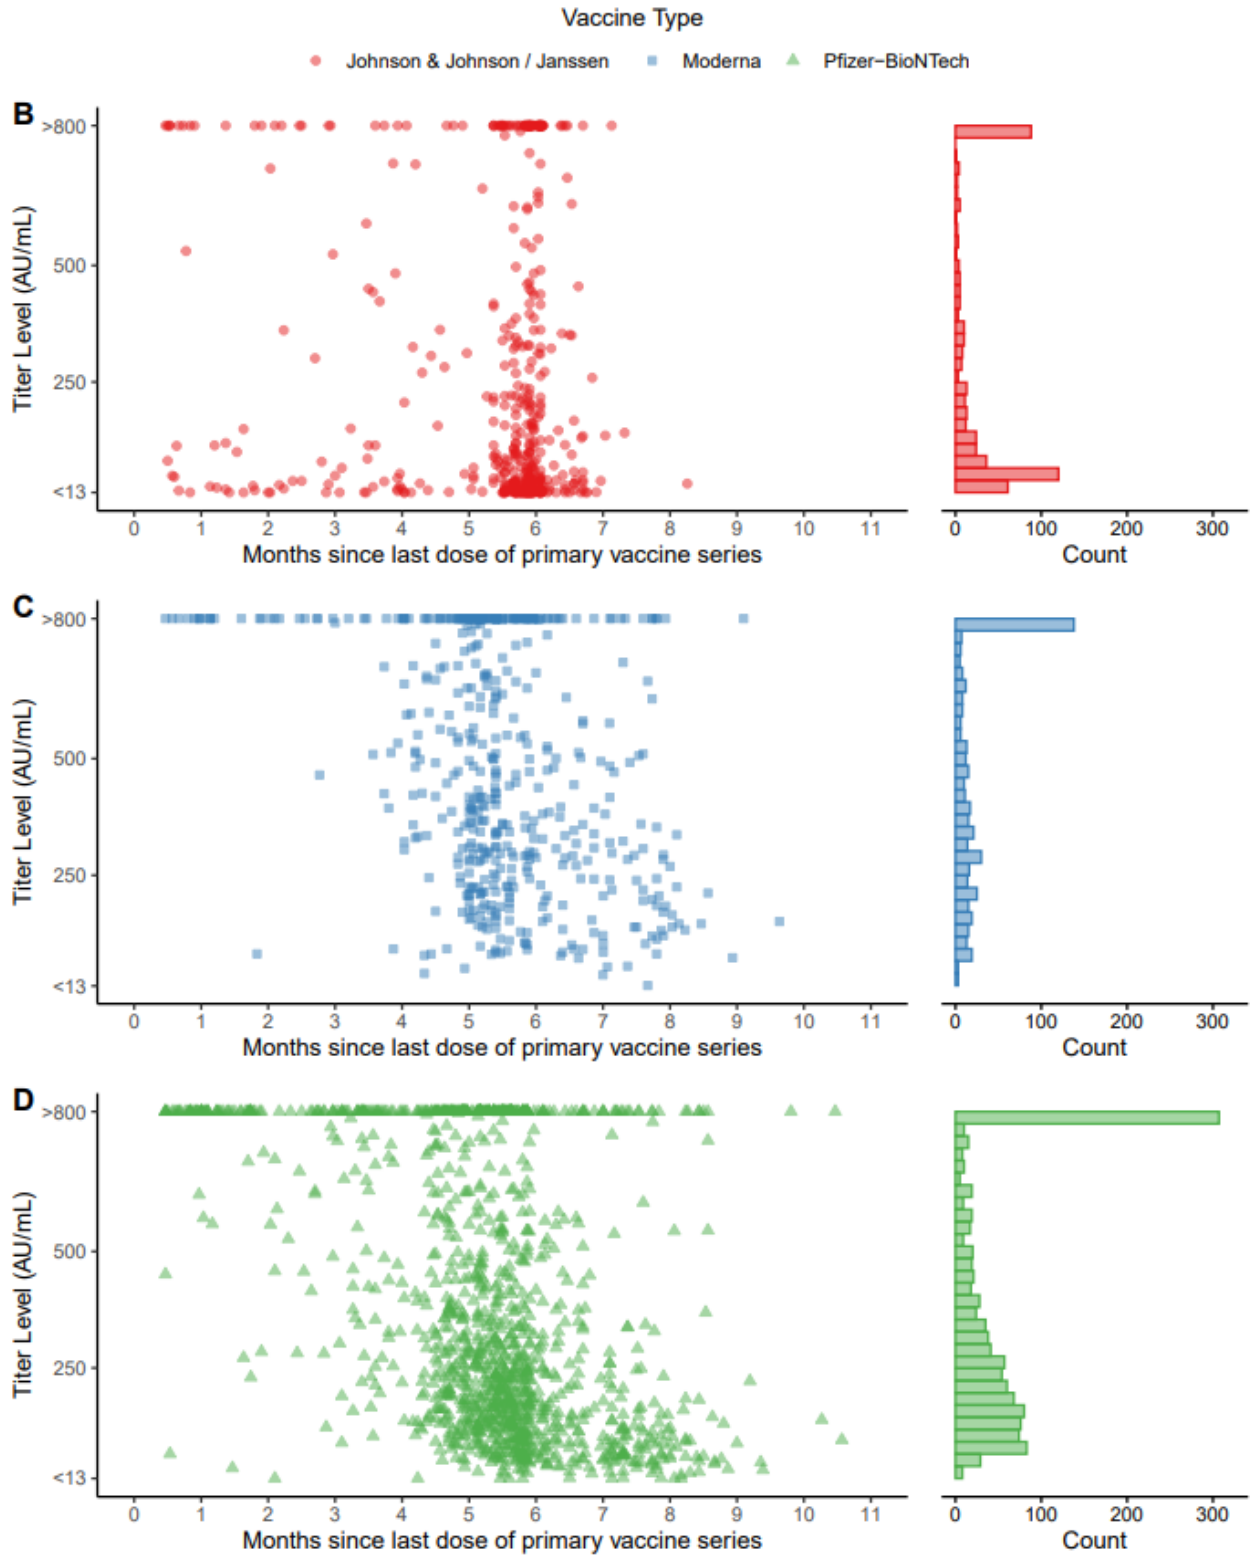 Vaccine Type
Johnson & Johnson / Janssen Moderna Pfizer−BioNTech
B
>800
500
250
<13
Titer Level (AU/mL)
0 1 2 3 4 5 6 7 8 9 10 11
Months since last dose of primary vaccine series
0 100 200 300
Count
C
>800
500
250
<13
Titer Level (AU/mL)
0 1 2 3 4 5 6 7 8 9 10 11
Months since last dose of primary vaccine series
0 100 200 300
Count
D
>800
500
250
<13
Titer Level (AU/mL)
0 1 2 3 4 5 6 7 8 9 10 11
Months since last dose of primary vaccine series
0 100 200 300
Count